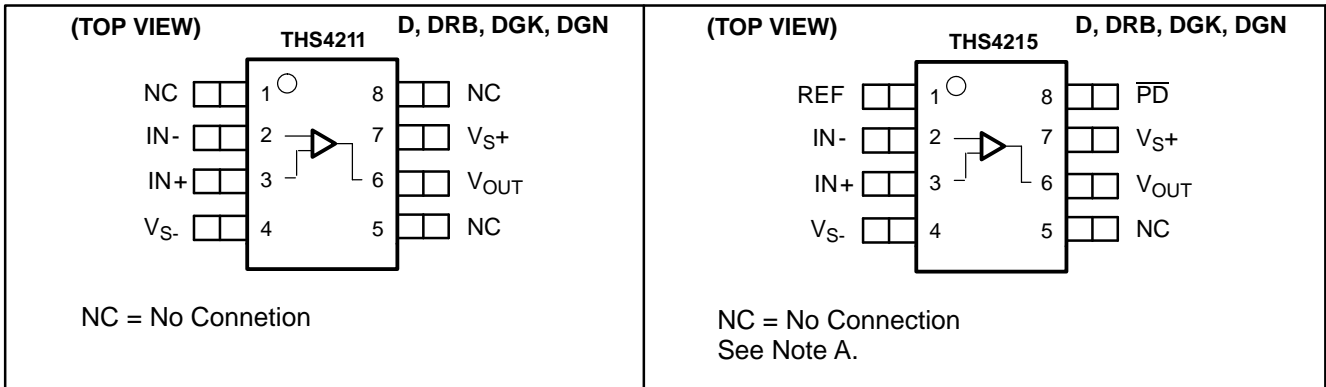 (TOP VIEW) D, DRB, DGK, DGN
THS4211
NC 1 8 NC
IN- 2 7 VS+
IN+ 3 6 VOUT
VS- 4 5 NC
NC = No Connetion
(TOP VIEW) D, DRB, DGK, DGN
THS4215
REF 1 8 PD
IN- 2 7 VS+
IN+ 3 6 VOUT
VS- 4 5 NC
NC = No Connection
See Note A.